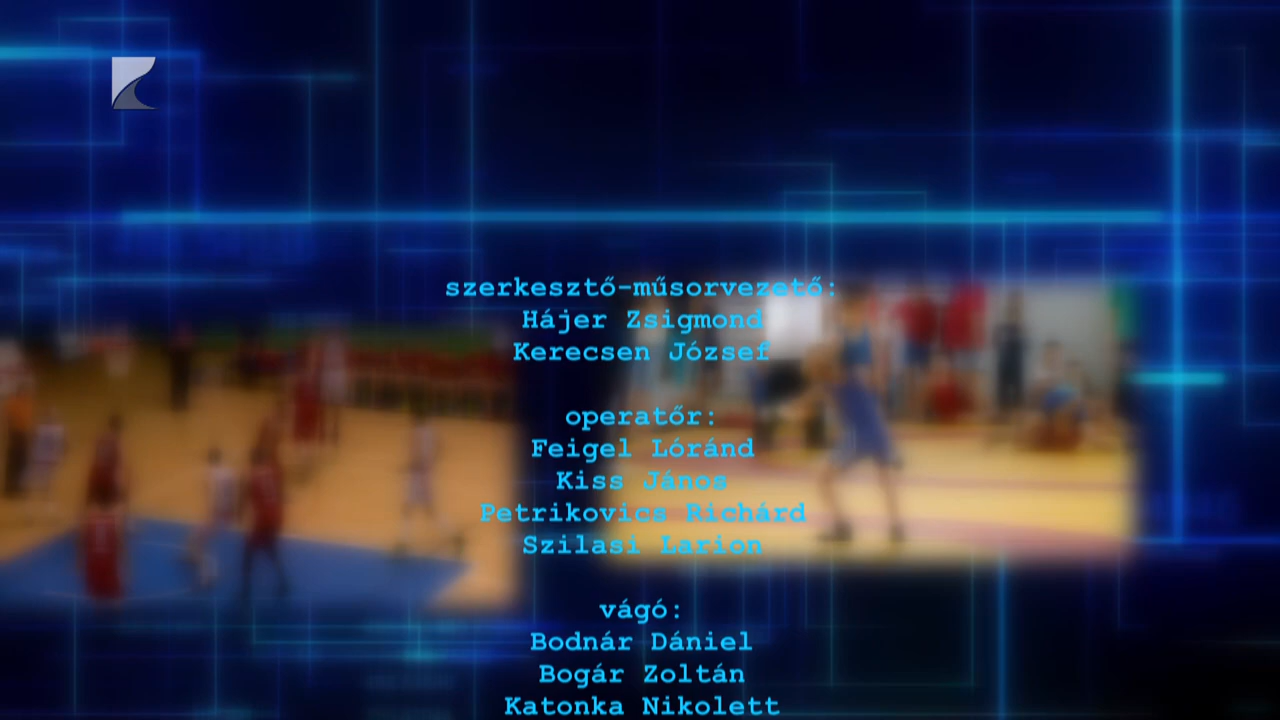 szerkesztő-műsorvezető:
Hájer Zsigmond
Kerecsen József
operatőr:
Feigel Lóránd
Kiss János
Petrikovics Richárd
Szilasi Larion
vágó:
Bodnár Dániel
Bogár Zoltán
Katonka Nikolett